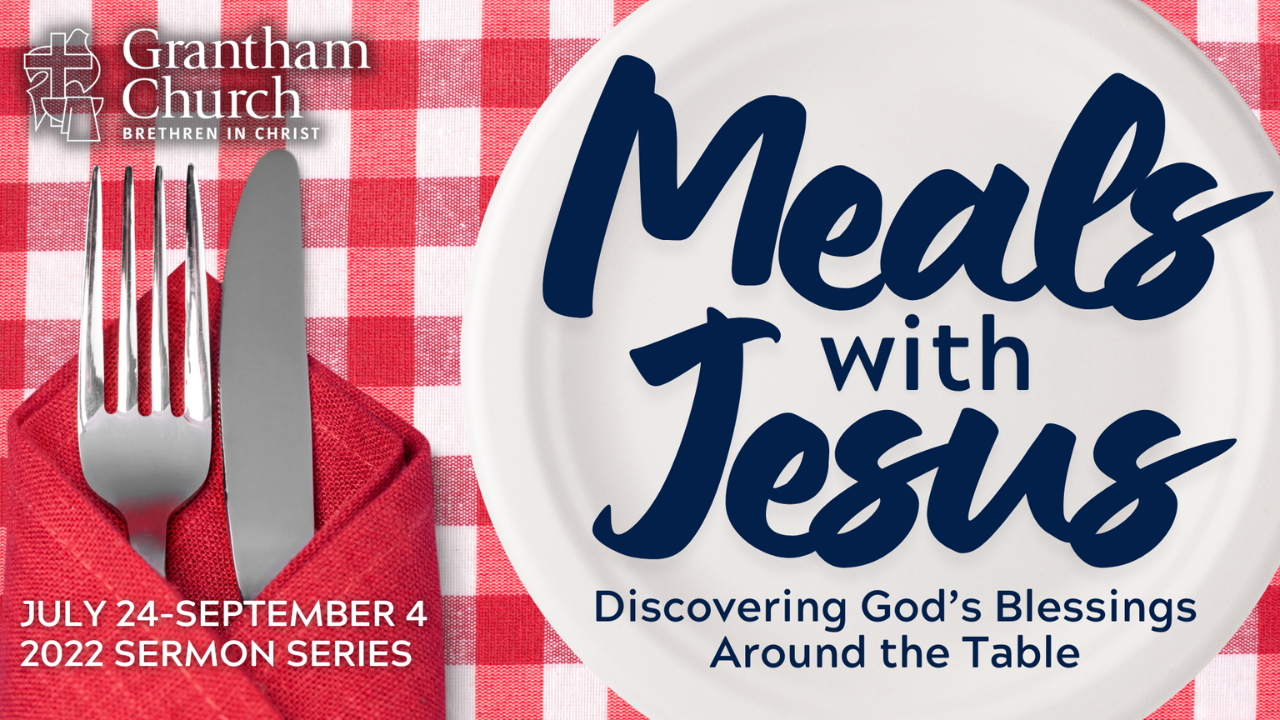 Grantham
Church
BRETHREN IN CHRIST
Meals
with
Jesus
Discovering God's Blessings
Around the Table
JULY 24-SEPTEMBER 4
2022 SERMON SERIES